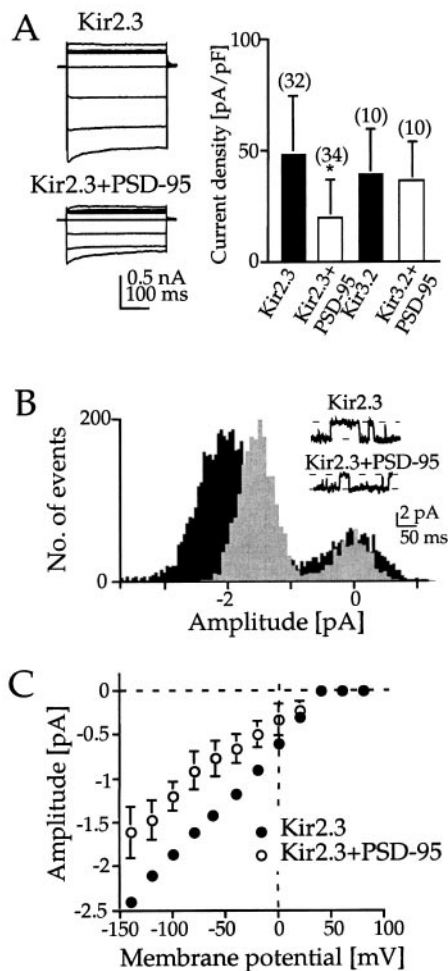 A
Kir2.3
Kir2.3+PSD-95
0.5 nA
100 ms
Current density [pA/pF]
100
50
0
(32)
(34)
*
(10)
(10)
Kir2.3
Kir2.3+
PSD-95
Kir3.2
Kir3.2+
PSD-95
B
No. of events
200
0
-2
0
Amplitude [pA]
Kir2.3
Kir2.3+PSD-95
2 pA
50 ms
C
Amplitude [pA]
0
-0.5
-1
-1.5
-2
-2.5
-150
-100
-50
0
50
100
Membrane potential [mV]
Kir2.3
Kir2.3+PSD-95